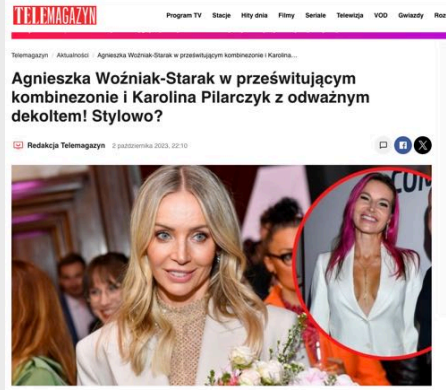 TELEMAGAZYN
Program TV Stacje Hity dnia Filmy Seriale Telewizja VOD Gwiazdy Roz
Telemagazyn Aktualności Agnieszka Woźniak-Starak w prześwitującym kombinezonie i Karolina...
Agnieszka Woźniak-Starak w prześwitującym
kombinezonie i Karolina Pilarczyk z odważnym
dekoltem! Stylowo?
Redakcja Telemagazyn 2 października 2023, 22:10